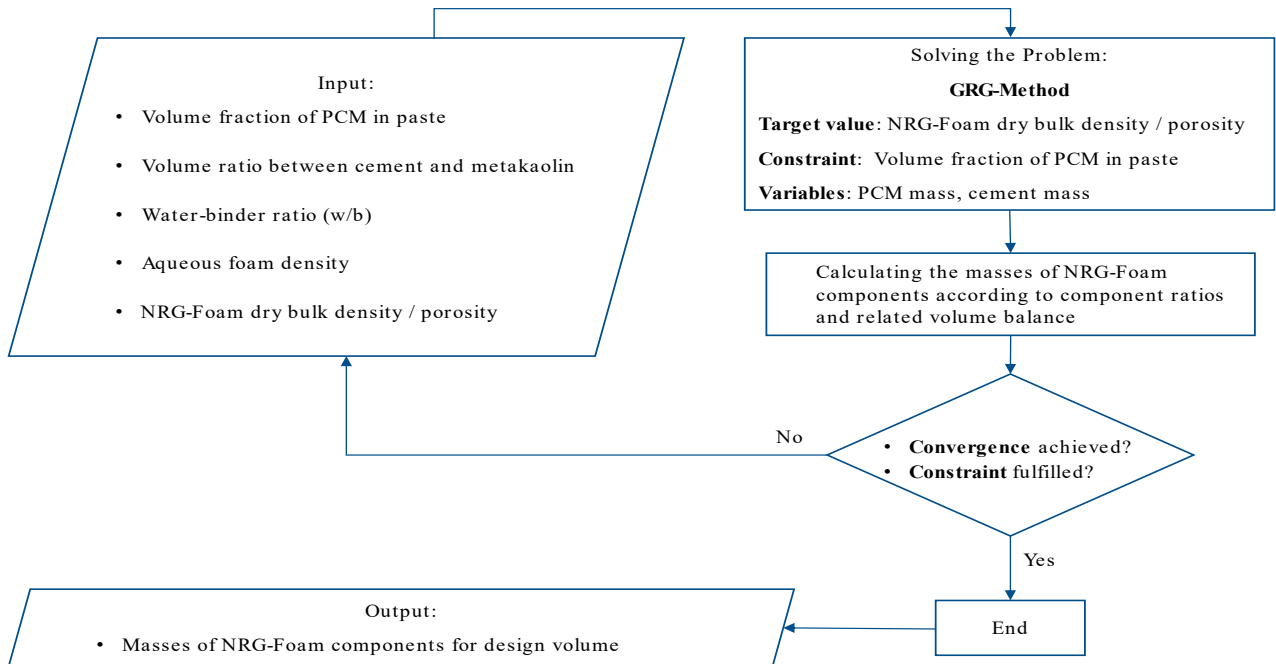 Input:
• Volume fraction of PCM in paste
• Volume ratio between cement and metakaolin
• Water-binder ratio (w/b)
• Aqueous foam density
• NRG-Foam dry bulk density / porosity
Solving the Problem:
GRG-Method
Target value: NRG-Foam dry bulk density / porosity
Constraint: Volume fraction of PCM in paste
Variables: PCM mass, cement mass
Calculating the masses of NRG-Foam
components according to component ratios
and related volume balance
• Convergence achieved?
• Constraint fulfilled?
No
Yes
End
Output:
• Masses of NRG-Foam components for design volume